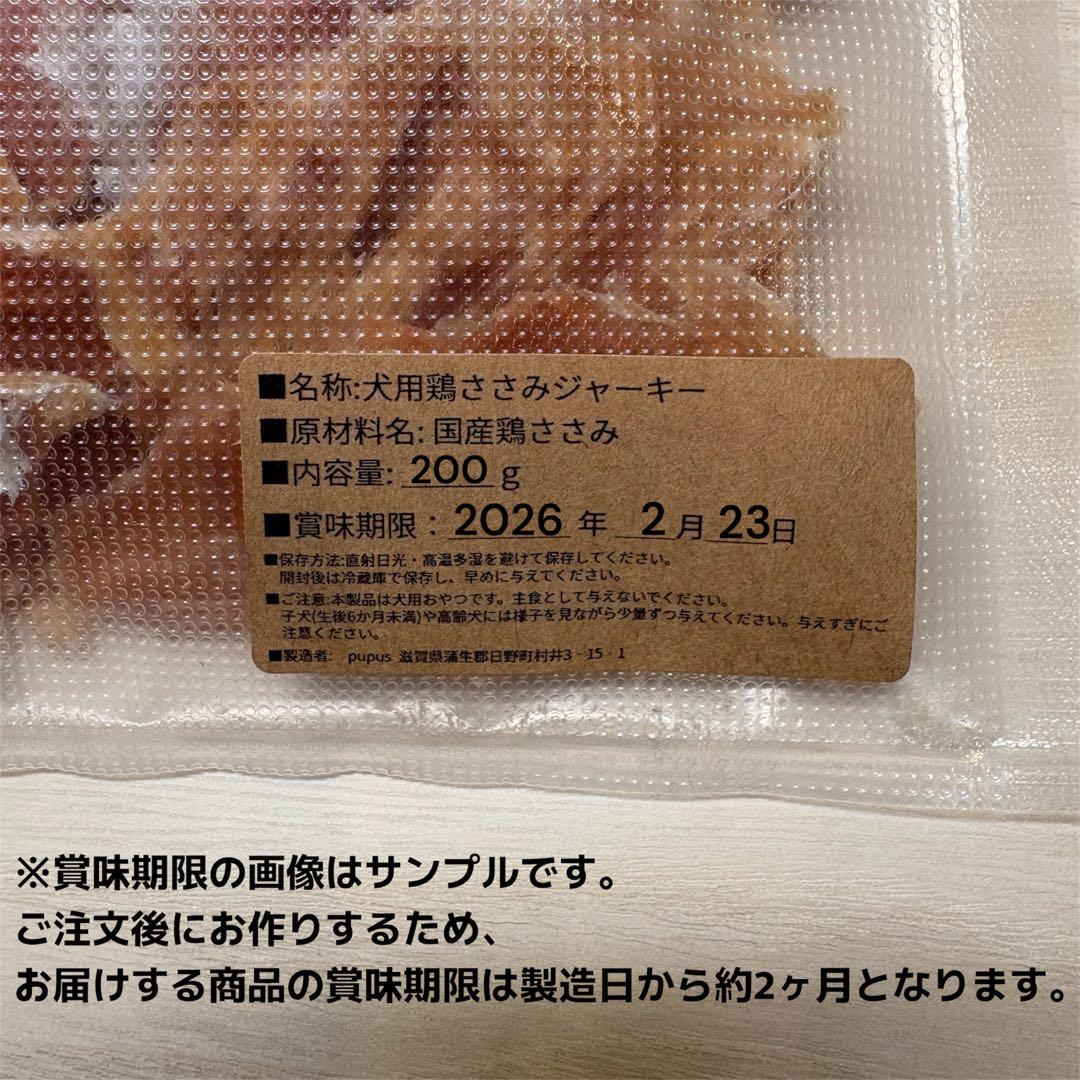 ■名称:犬用鶏ささみジャーキー
■原材料名: 国産鶏ささみ
■内容量: 200 g
■賞味期限: 2026 年 2 月 23日
■保存方法:直射日光・高温多湿を避けて保存してください。
開封後は冷蔵庫で保存し、早めに与えてください。
■ご注意:本製品は犬用おやつです。主食として与えないでください。
子犬(生後6か月未満)や高齢犬には様子を見ながら少量ずつ与えてください。与えすぎにご
注意ください。
■製造者: pupus 滋賀県蒲生郡日野町村井3-15-1
※賞味期限の画像はサンプルです。
ご注文後にお作りするため、
お届けする商品の賞味期限は製造日から約2ヶ月となります。